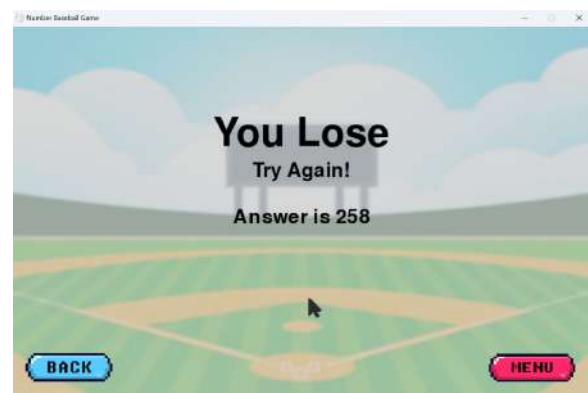 Number Baseball Game
You Lose
Try Again!
Answer is 258
BACK
MENU